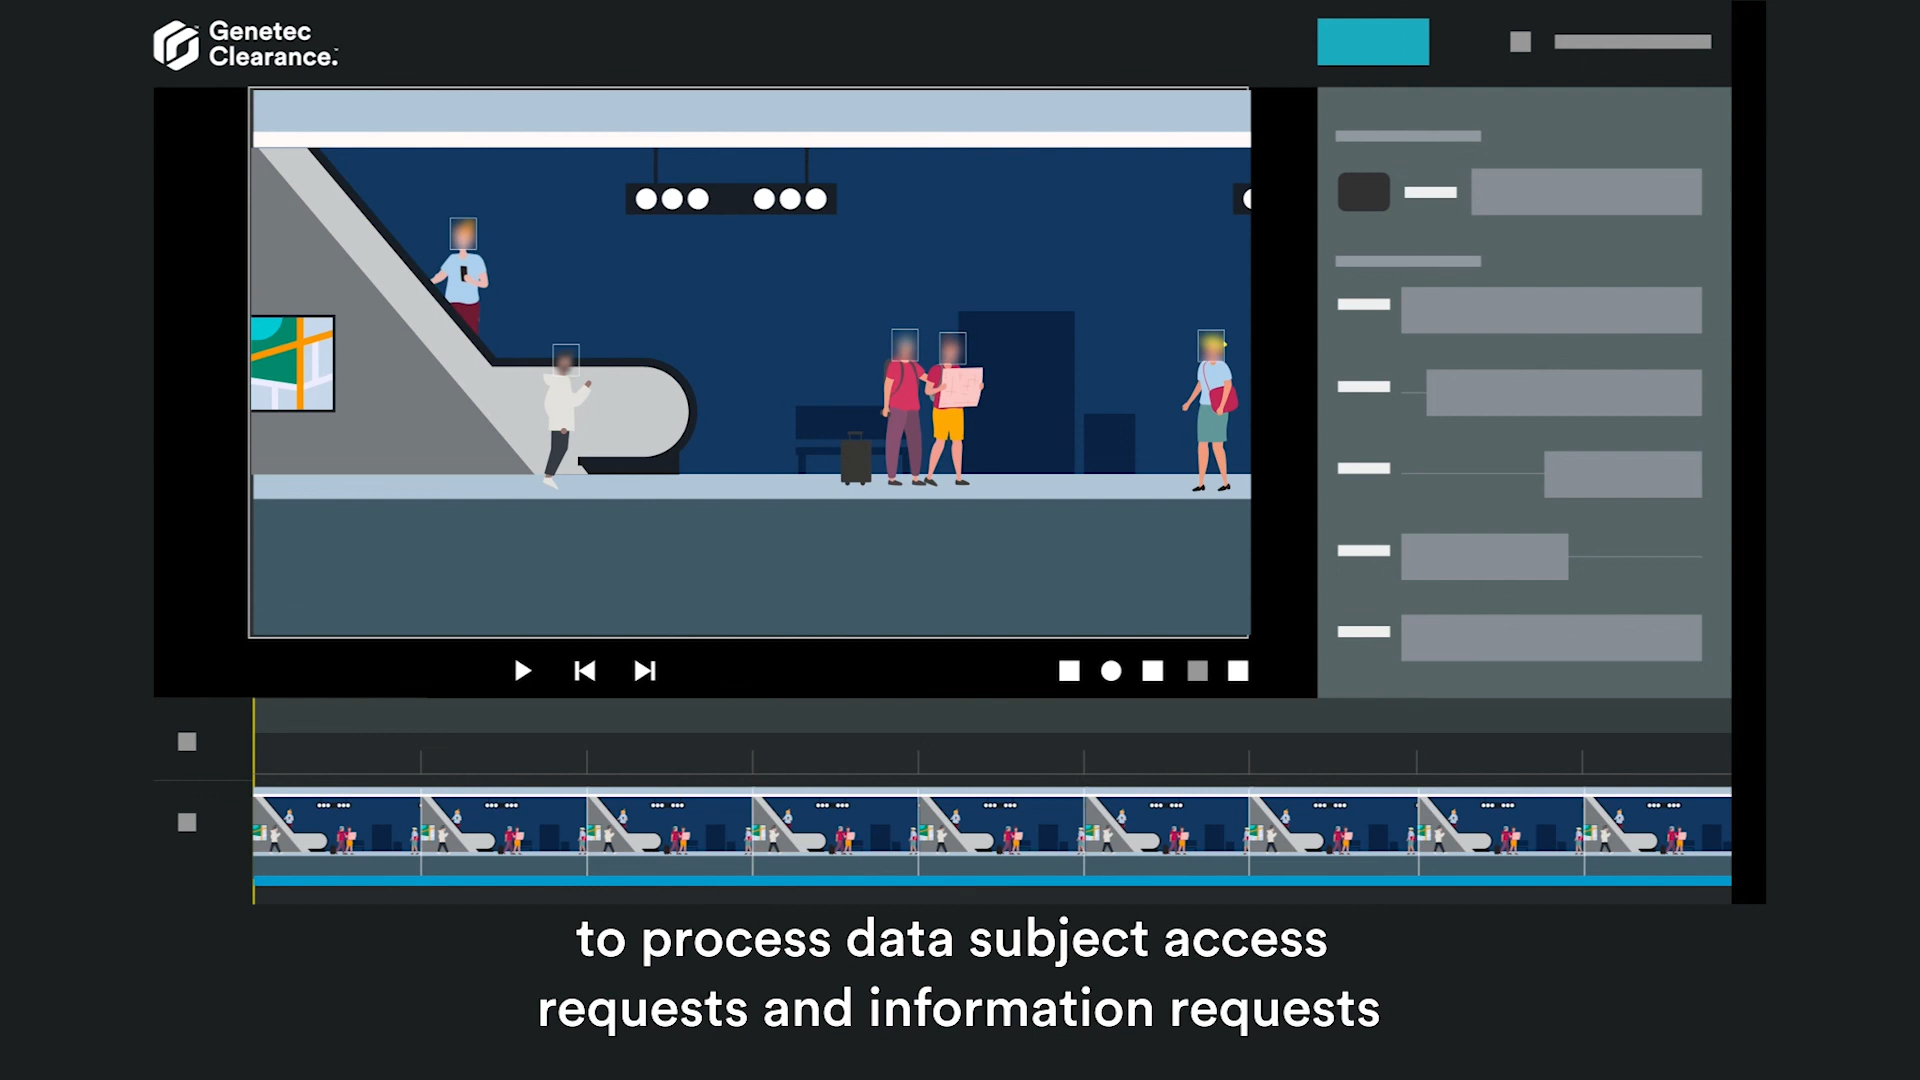 Genetec
Clearance.
to process data subject access
requests and information requests